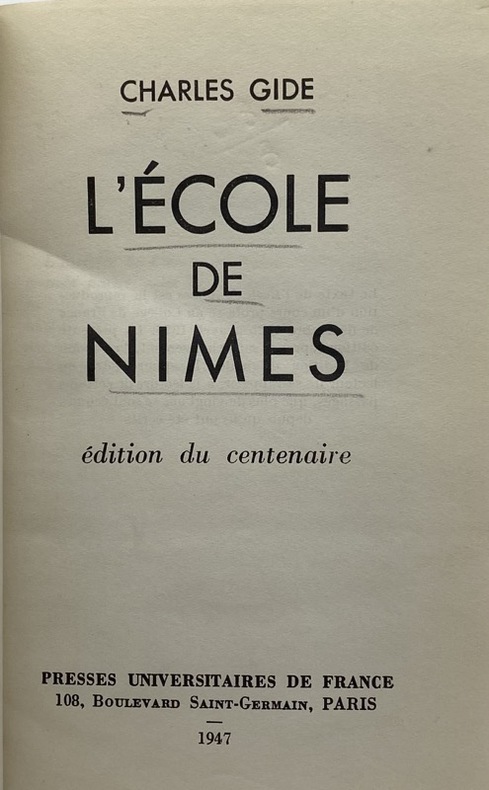 CHARLES GIDE
L'ÉCOLE
DE
NIMES
édition du centenaire
PRESSES UNIVERSITAIRES DE FRANCE
108, BOULEVARD SAINT-GERMAIN, PARIS
1947